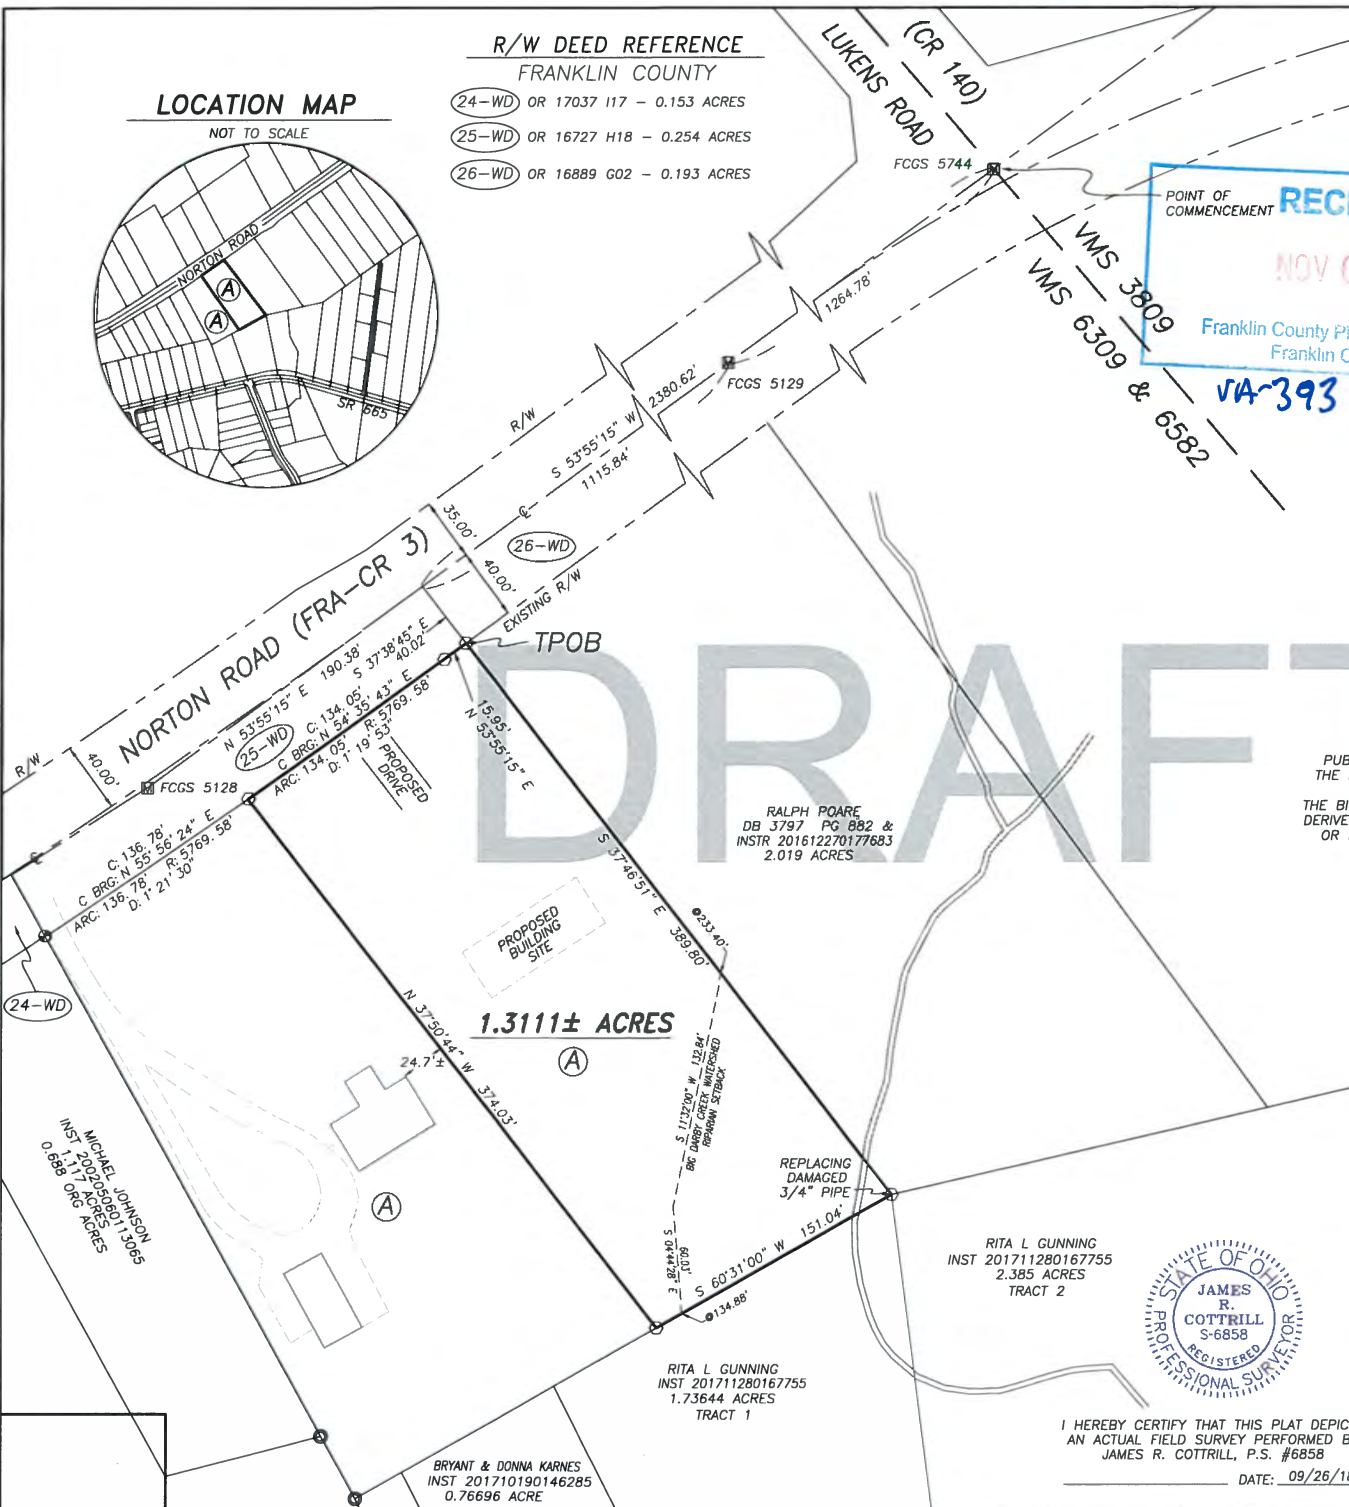 R/W DEED REFERENCE
FRANKLIN COUNTY
24-WD OR 17037 I17 - 0.153 ACRES
25-WD OR 16727 H18 - 0.254 ACRES
26-WD OR 16889 G02 - 0.193 ACRES
LOCATION MAP
NOT TO SCALE
NORTON ROAD
A
A
SR 665
LUKENS ROAD
(CR 140)
FCGS 5744
POINT OF
COMMENCEMENT
NOV
Franklin County
Franklin
VA-393
VMS 3809
VMS 6309 & 6582
1264.78'
2380.62'
FCGS 5129
R/W
S 53°55'15" W
1115.84'
35.00'
26-WD
40.00'
EXISTING R/W
TPOB
NORTON ROAD (FRA-CR 3)
N 53°55'15" E 190.38'
S 37°38'45" E
40.02'
25-WD
C: 134.05'
C BRG: N 54° 35' 43" E
ARC: 134.05' R: 5769.58'
D: 1° 19' 53"
PROPOSED
DRIVE
15.95'
N 53°55'15" E
R/W
40.00'
FCGS 5128
C: 136.78'
C BRG: N 55° 56' 24" E
ARC: 136.78' R: 5769.58'
D: 1° 21' 30"
24-WD
DRAFT
RALPH POARE
DB 3797 PG 882 &
INSTR 201612270177683
2.019 ACRES
PUB
THE
THE BI
DERIVE
OR
S 37°46'51" E 389.80'
233.40'
PROPOSED
BUILDING
SITE
1.3111± ACRES
A
N 37°50'44" W 374.03'
24.7'±
S 11°32'00" W 132.84'
BIG DARBY CREEK WATERSHED
RIPARIAN SETBACK
S 04°44'28" E
60.03'
REPLACING
DAMAGED
3/4" PIPE
S 60°31'00" W 151.04'
134.88'
A
MICHAEL JOHNSON
INST 200205060113065
1.117 ACRES
0.688 ORG ACRES
RITA L GUNNING
INST 201711280167755
2.385 ACRES
TRACT 2
RITA L GUNNING
INST 201711280167755
1.73644 ACRES
TRACT 1
BRYANT & DONNA KARNES
INST 201710190146285
0.76696 ACRE
STATE OF OHIO
JAMES
R.
COTTRILL
S-6858
REGISTERED
PROFESSIONAL SURVEYOR
I HEREBY CERTIFY THAT THIS PLAT DEPIC
AN ACTUAL FIELD SURVEY PERFORMED B
JAMES R. COTTRILL, P.S. #6858
DATE: 09/26/18